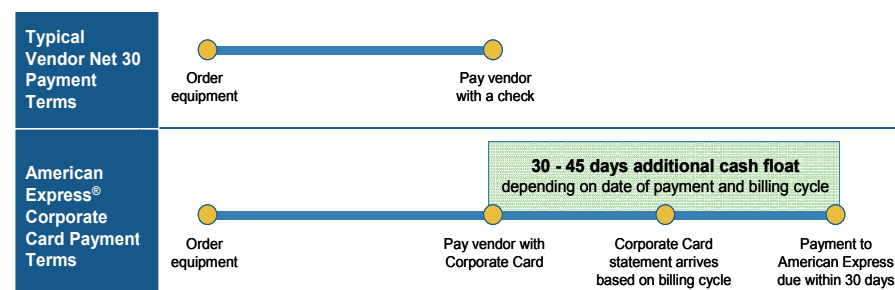 Typical
Vendor Net 30
Payment
Terms
Order
equipment
Pay vendor
with a check
American
Express®
Corporate
Card Payment
Terms
30 - 45 days additional cash float
depending on date of payment and billing cycle
Order
equipment
Pay vendor with
Corporate Card
Corporate Card
statement arrives
based on billing cycle
Payment to
American Express
due within 30 days